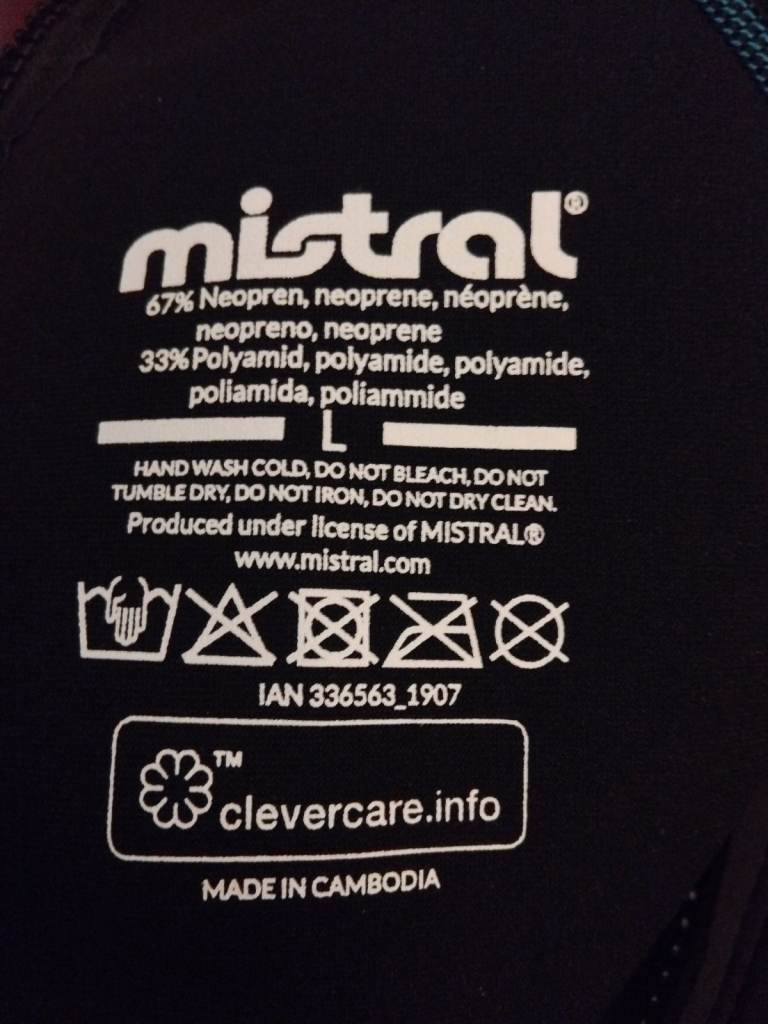 mistral®
67% Neopren, neoprene, néoprène,
neopreno, neoprene
33% Polyamid, polyamide, polyamide,
poliamida, poliammide
L
HAND WASH COLD, DO NOT BLEACH, DO NOT
TUMBLE DRY, DO NOT IRON, DO NOT DRY CLEAN.
Produced under license of MISTRAL®
www.mistral.com
IAN 336563_1907
TM
clevercare.info
MADE IN CAMBODIA